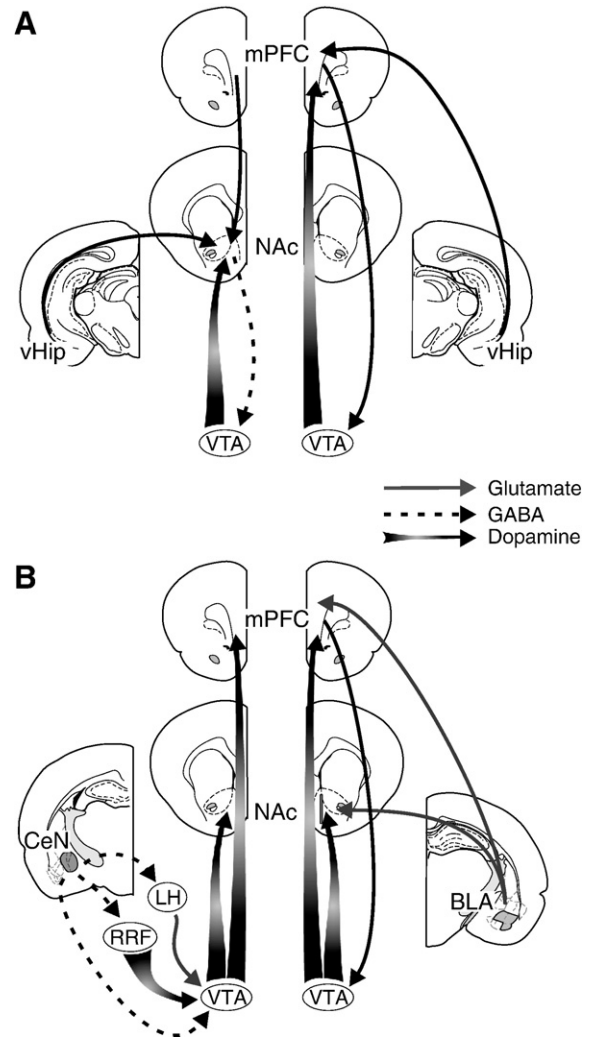 A
mPFC
NAc
vHip
vHip
VTA
VTA
Glutamate
GABA
Dopamine
B
mPFC
NAc
CeN
LH
BLA
RRF
VTA
VTA